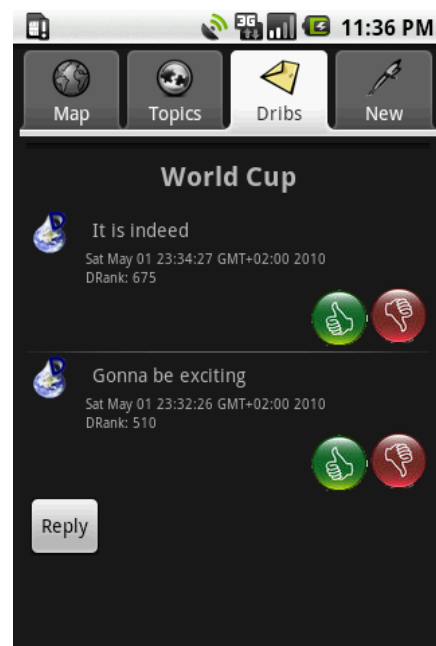 3G 11:36 PM
Map Topics Dribs New
World Cup
It is indeed
Sat May 01 23:34:27 GMT+02:00 2010
DRank: 675
Gonna be exciting
Sat May 01 23:32:26 GMT+02:00 2010
DRank: 510
Reply